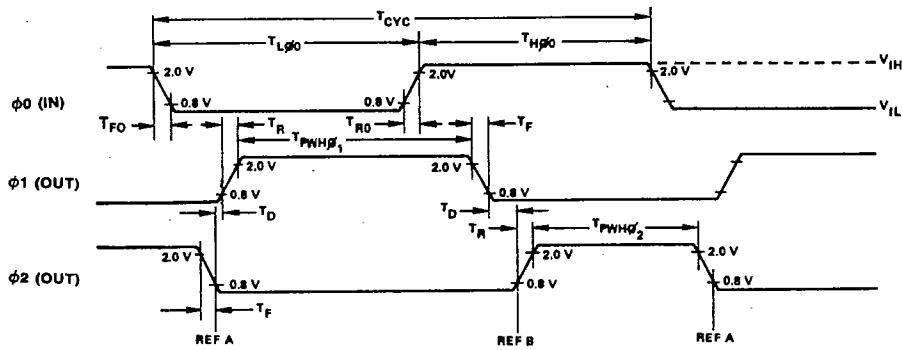 TCYC
TLφ0 THφ0
VIH
2.0 V 2.0V 2.0 V
φ0 (IN) 0.8 V 0.8 V
VIL
TFO TR TR0 TF
TPWHφ1
2.0 V 2.0 V
φ1 (OUT) 0.8 V 0.8 V
TD TD
TR TPWHφ2
φ2 (OUT) 2.0V 2.0 V 2.0 V
0.8 V 0.8 V 0.8 V
TF
REF A REF B REF A